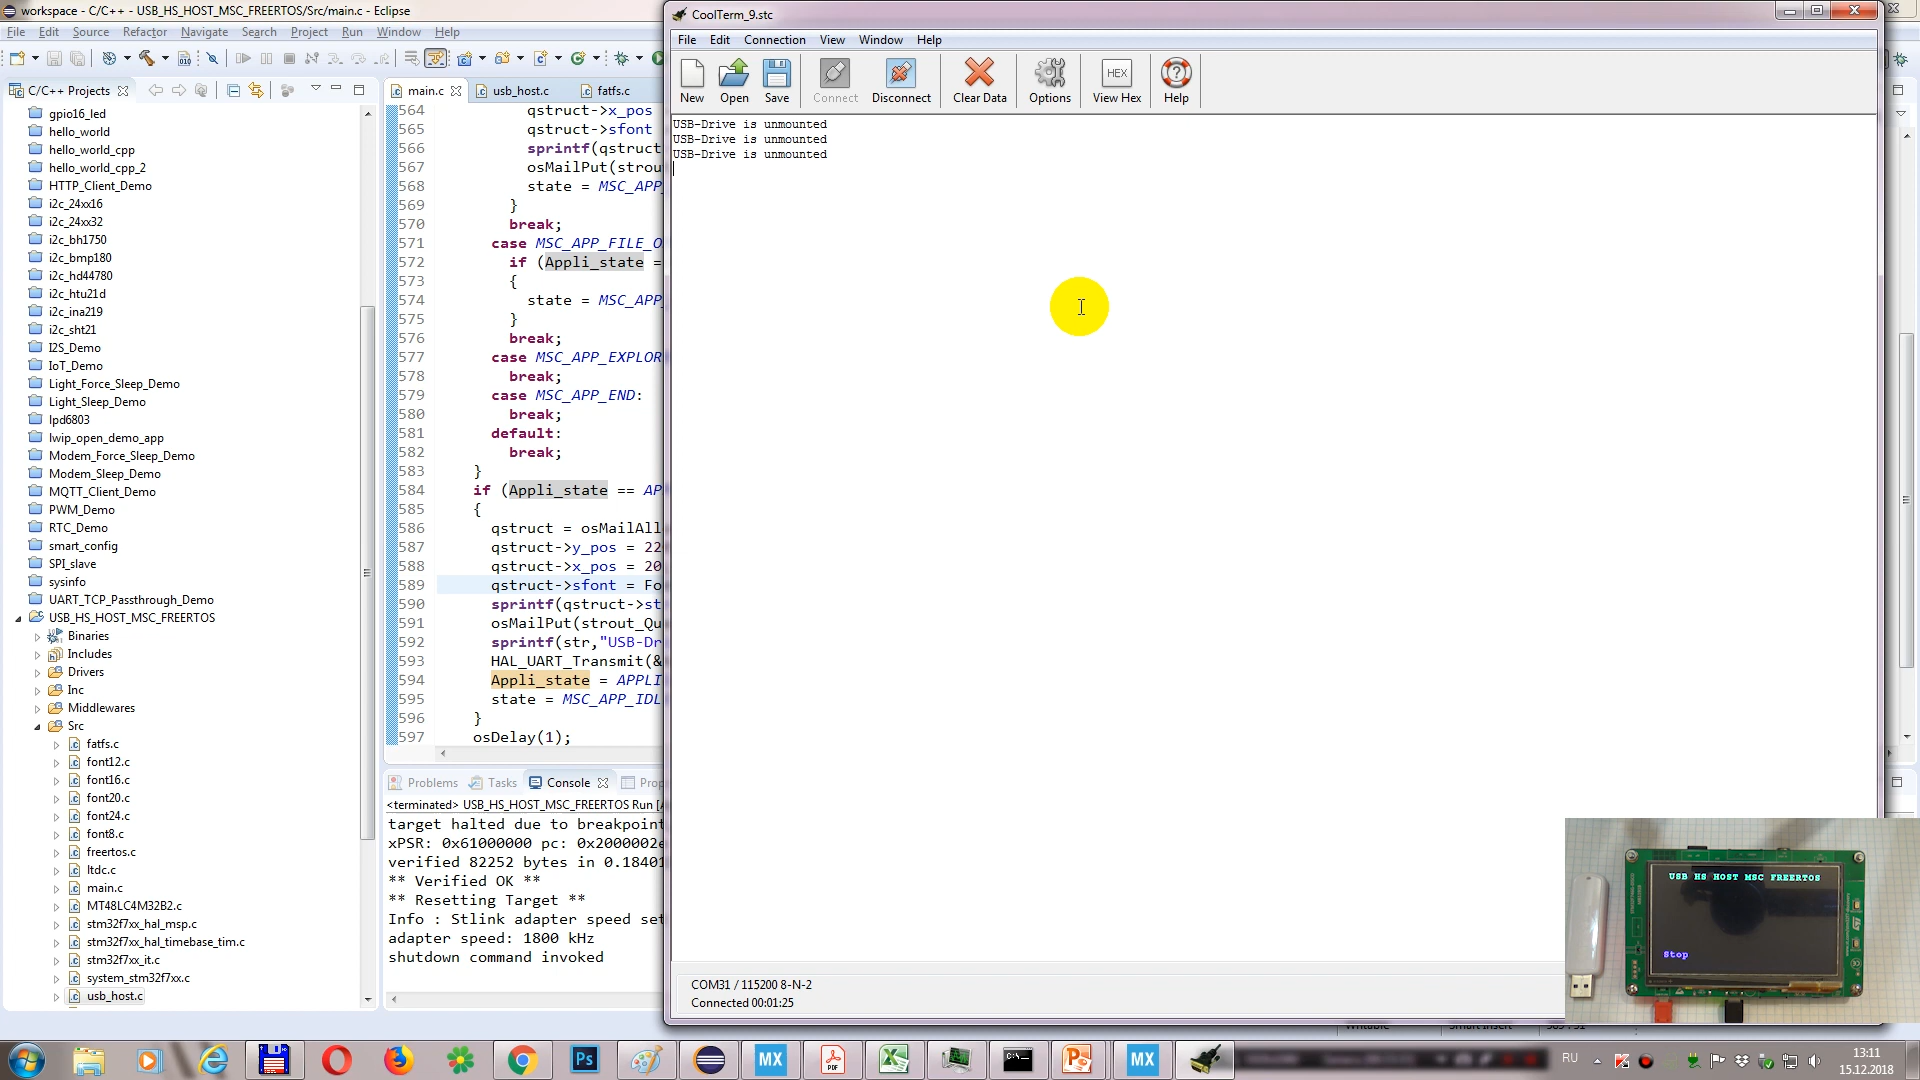 workspace - C/C++ - USB_HS_HOST_MSC_FREERTOS/Src/main.c - Eclipse
File Edit Source Refactor Navigate Search Project Run Window Help
C/C++ Projects
gpio16_led
hello_world
hello_world_cpp
hello_world_cpp_2
HTTP_Client_Demo
i2c_24xx16
i2c_24xx32
i2c_bh1750
i2c_bmp180
i2c_hd44780
i2c_htu21d
i2c_ina219
i2c_sht21
I2S_Demo
IoT_Demo
Light_Force_Sleep_Demo
Light_Sleep_Demo
lpd6803
lwip_open_demo_app
Modem_Force_Sleep_Demo
Modem_Sleep_Demo
MQTT_Client_Demo
PWM_Demo
RTC_Demo
smart_config
SPI_slave
sysinfo
UART_TCP_Passthrough_Demo
USB_HS_HOST_MSC_FREERTOS
Binaries
Includes
Drivers
Inc
Middlewares
Src
fatfs.c
font12.c
font16.c
font20.c
font24.c
font8.c
freertos.c
ltdc.c
main.c
MT48LC4M32B2.c
stm32f7xx_hal_msp.c
stm32f7xx_hal_timebase_tim.c
stm32f7xx_it.c
system_stm32f7xx.c
usb_host.c
main.c usb_host.c fatfs.c
564 qstruct->x_pos
565 qstruct->sfont
566 sprintf(qstruct
567 osMailPut(strou
568 state = MSC_APP
569 }
570 break;
571 case MSC_APP_FILE_O
572 if (Appli_state =
573 {
574 state = MSC_APP
575 }
576 break;
577 case MSC_APP_EXPLOR
578 break;
579 case MSC_APP_END:
580 break;
581 default:
582 break;
583 }
584 if (Appli_state == AP
585 {
586 qstruct = osMailAll
587 qstruct->y_pos = 22
588 qstruct->x_pos = 20
589 qstruct->sfont = Fo
590 sprintf(qstruct->st
591 osMailPut(strout_Qu
592 sprintf(str,"USB-Dr
593 HAL_UART_Transmit(&
594 Appli_state = APPLI
595 state = MSC_APP_IDL
596 }
597 osDelay(1);
Problems Tasks Console Prop
<terminated> USB_HS_HOST_MSC_FREERTOS Run [
target halted due to breakpoint
xPSR: 0x61000000 pc: 0x2000002e
verified 82252 bytes in 0.18401
** Verified OK **
** Resetting Target **
Info : Stlink adapter speed set
adapter speed: 1800 kHz
shutdown command invoked
CoolTerm_9.stc
File Edit Connection View Window Help
New Open Save Connect Disconnect Clear Data Options HEX View Hex Help
USB-Drive is unmounted
USB-Drive is unmounted
USB-Drive is unmounted
COM31 / 115200 8-N-2
Connected 00:01:25
USB HS HOST MSC FREERTOS
Stop
Ps MX PDF MX
RU
13:11
15.12.2018